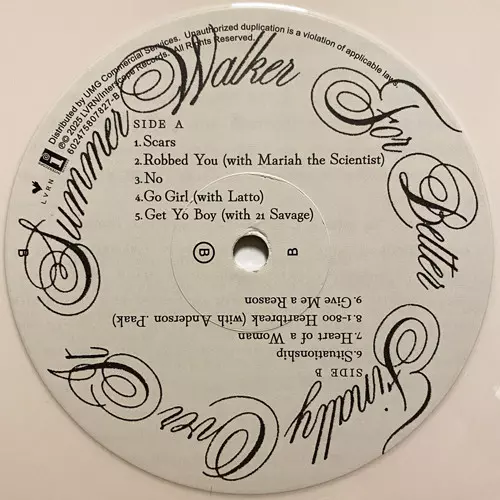 Distributed by UMG Commercial Services. Unauthorized duplication is a violation of applicable laws.
℗© 2025 LVRN/Interscope Records. All Rights Reserved.
602475807827-B
LVRN
i
Summer Walker
For Better
Finally Over It
SIDE A
1. Scars
2. Robbed You (with Mariah the Scientist)
3. No
4. Go Girl (with Latto)
5. Get Yo Boy (with 21 Savage)
B
B
B
SIDE B
6. Situationship
7. Heart of a Woman
8. 1-800 Heartbreak (with Anderson .Paak)
9. Give Me a Reason